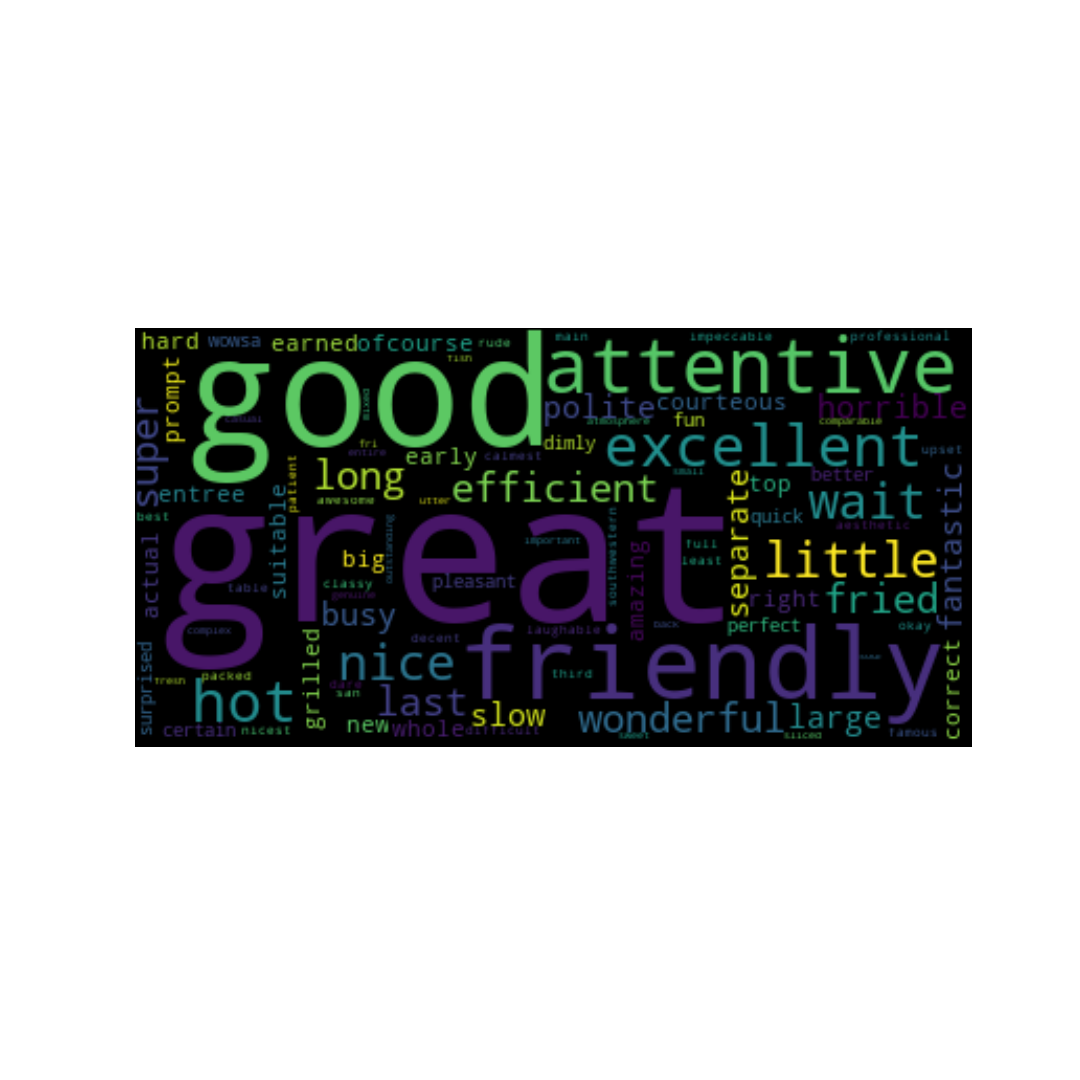 hard
wowsa
earned
ofcourse
rude
main
impeccable
professional
fish
prompt
good
attentive
super
casual
polite
courteous
horrible
atmosphere
fun
comparable
dimly
excellent
upset
fri
entire
early
calmest
long
patient
small
better
top
entree
suitable
awesome
utter
efficient
separate
wait
fantastic
best
quick
aesthetic
actual
great
outstanding
important
southwestern
amazing
full
least
big
little
classy
pleasant
table
genuine
right
fried
busy
complex
decent
laughable
back
perfect
okay
surprised
fresh
packed
grilled
nice
friendly
third
dare
san
hot
last
correct
certain
nicest
new
whole
slow
difficult
wonderful
sweet
large
sliced
famous